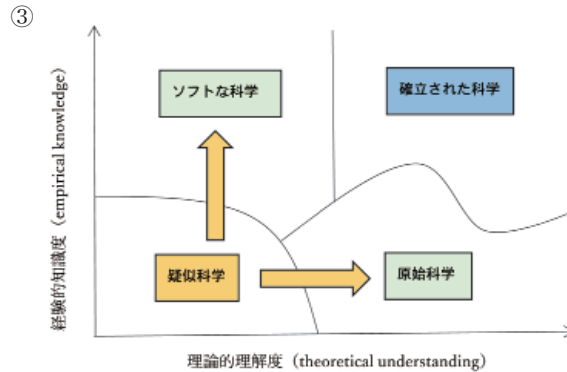 ③
ソフトな科学
確立された科学
疑似科学
原始科学
経験的知識度（empirical knowledge）
理論的理解度（theoretical understanding）